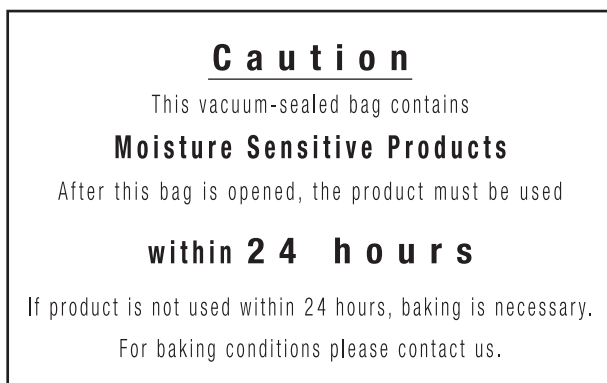 Caution
This vacuum-sealed bag contains
Moisture Sensitive Products
After this bag is opened, the product must be used
within 24 hours
If product is not used within 24 hours, baking is necessary.
For baking conditions please contact us.